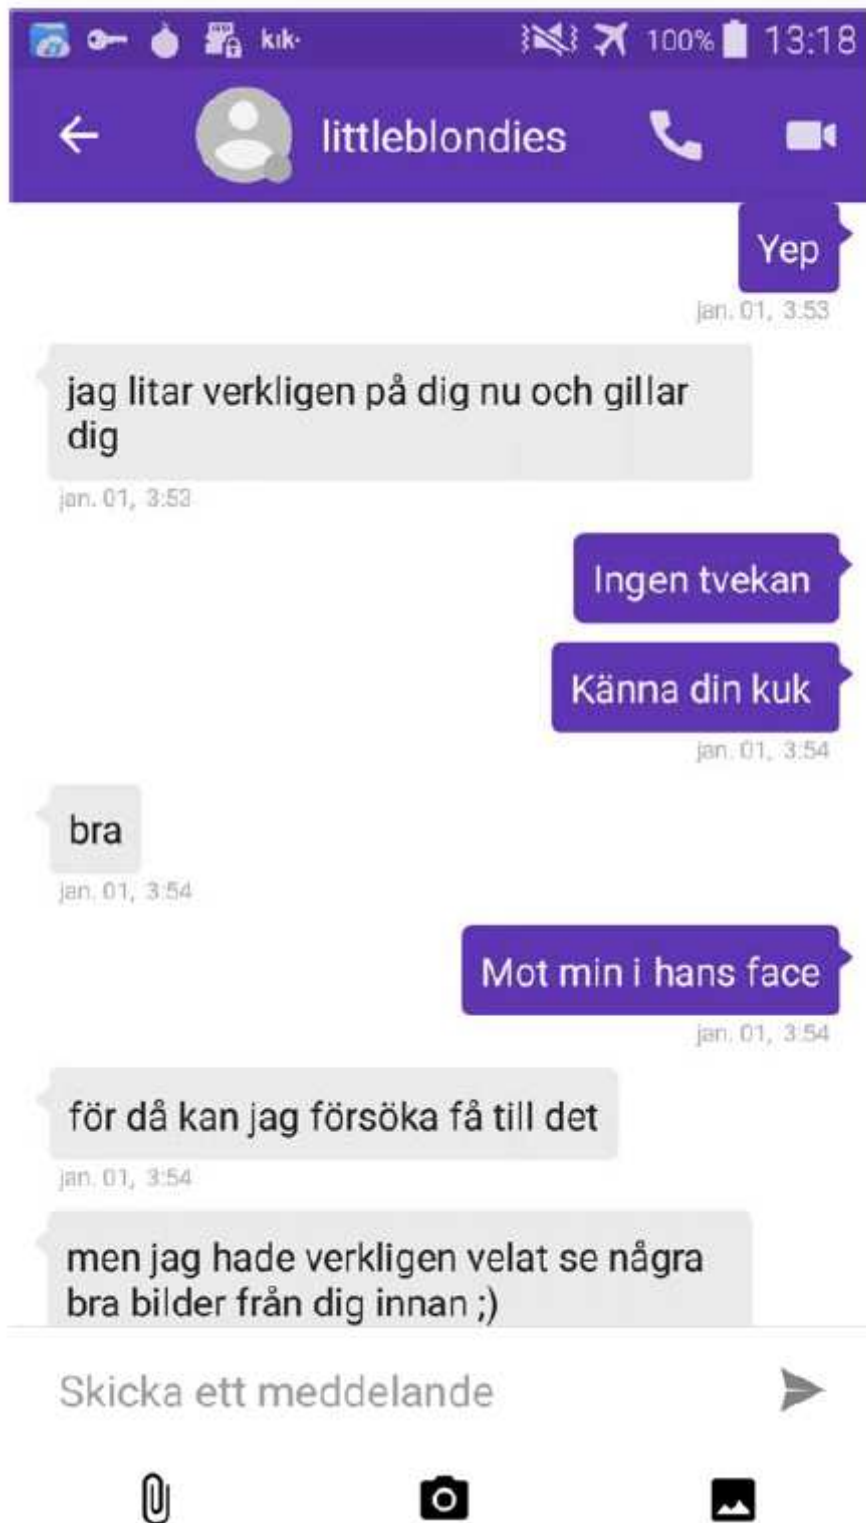 kik·
100%
13:18
littleblondies
Yep
jan. 01, 3:53
jag litar verkligen på dig nu och gillar
dig
jan. 01, 3:53
Ingen tvekan
Känna din kuk
jan. 01, 3:54
bra
jan. 01, 3:54
Mot min i hans face
jan. 01, 3:54
för då kan jag försöka få till det
jan. 01, 3:54
men jag hade verkligen velat se några
bra bilder från dig innan ;)
Skicka ett meddelande